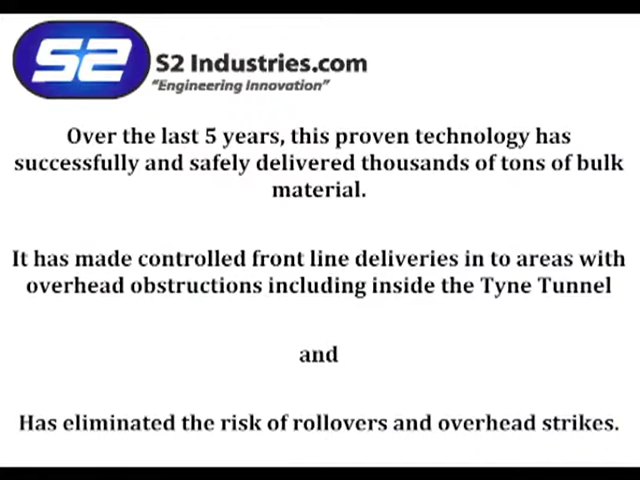 S2
S2 Industries.com
"Engineering Innovation"
Over the last 5 years, this proven technology has
successfully and safely delivered thousands of tons of bulk
material.
It has made controlled front line deliveries in to areas with
overhead obstructions including inside the Tyne Tunnel
and
Has eliminated the risk of rollovers and overhead strikes.